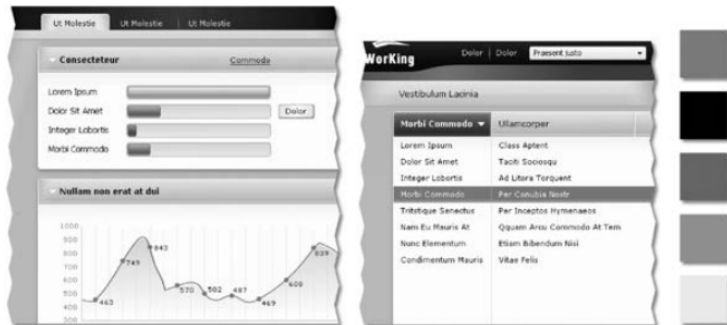 Ut Molestie Ut Molestie Ut Molestie
Consecteteur Commodo
Lorem Ipsum
Dolor Sit Amet Dolor
Integer Lobortis
Morbi Commodo
Nullam non erat at dui
1000
900
800
700
600
500
400
300
463
749
843
570
502
487
469
608
839
WorKing Dolor Dolor Praesent Justo
Vestibulum Lacinia
Morbi Commodo Ullamcorper
Lorem Ipsum Class Aptent
Dolor Sit Amet Taciti Sociosqu
Integer Lobortis Ad Litora Torquent
Morbi Commodo Per Conubia Nostr
Tritstique Senectus Per Inceptos Hymenaeos
Nam Eu Mauris At Qquam Arcu Commodo At Tem
Nunc Elementum Etiam Bibendum Nisi
Condimentum Mauris Vitae Felis